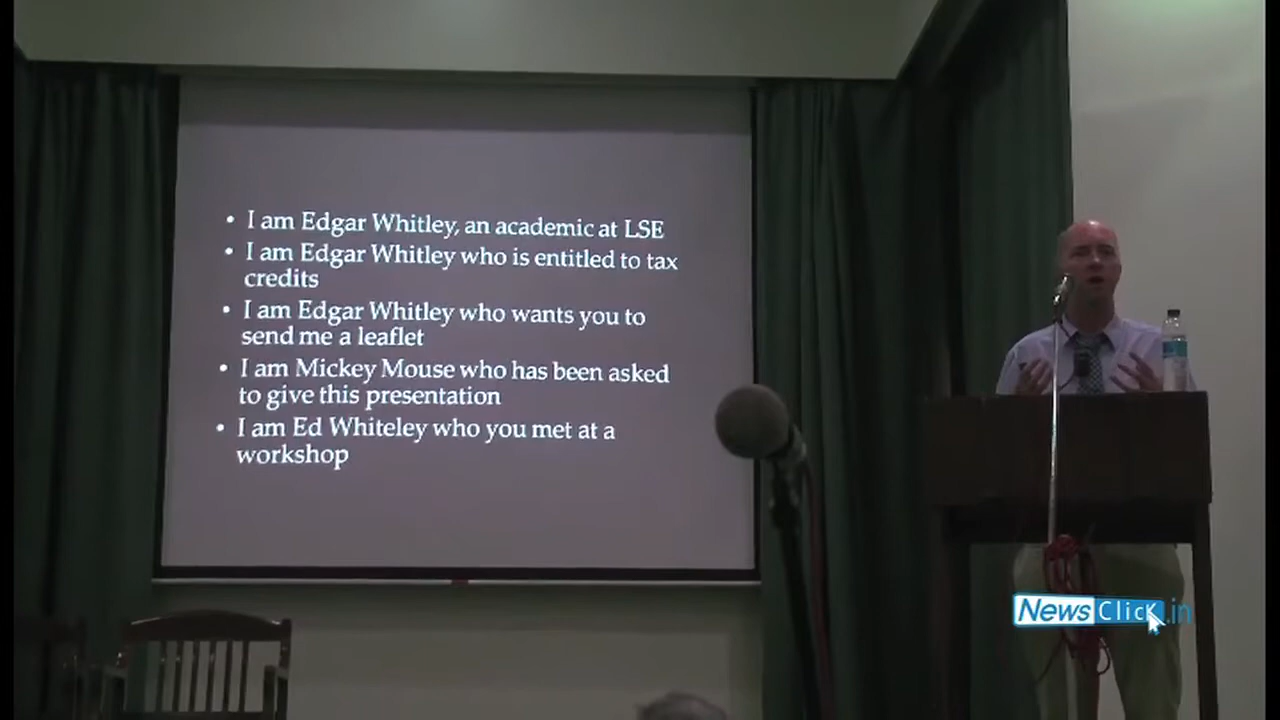 • I am Edgar Whitley, an academic at LSE
• I am Edgar Whitley who is entitled to tax
credits
• I am Edgar Whitley who wants you to
send me a leaflet
• I am Mickey Mouse who has been asked
to give this presentation
• I am Ed Whiteley who you met at a
workshop
NewsClick.in